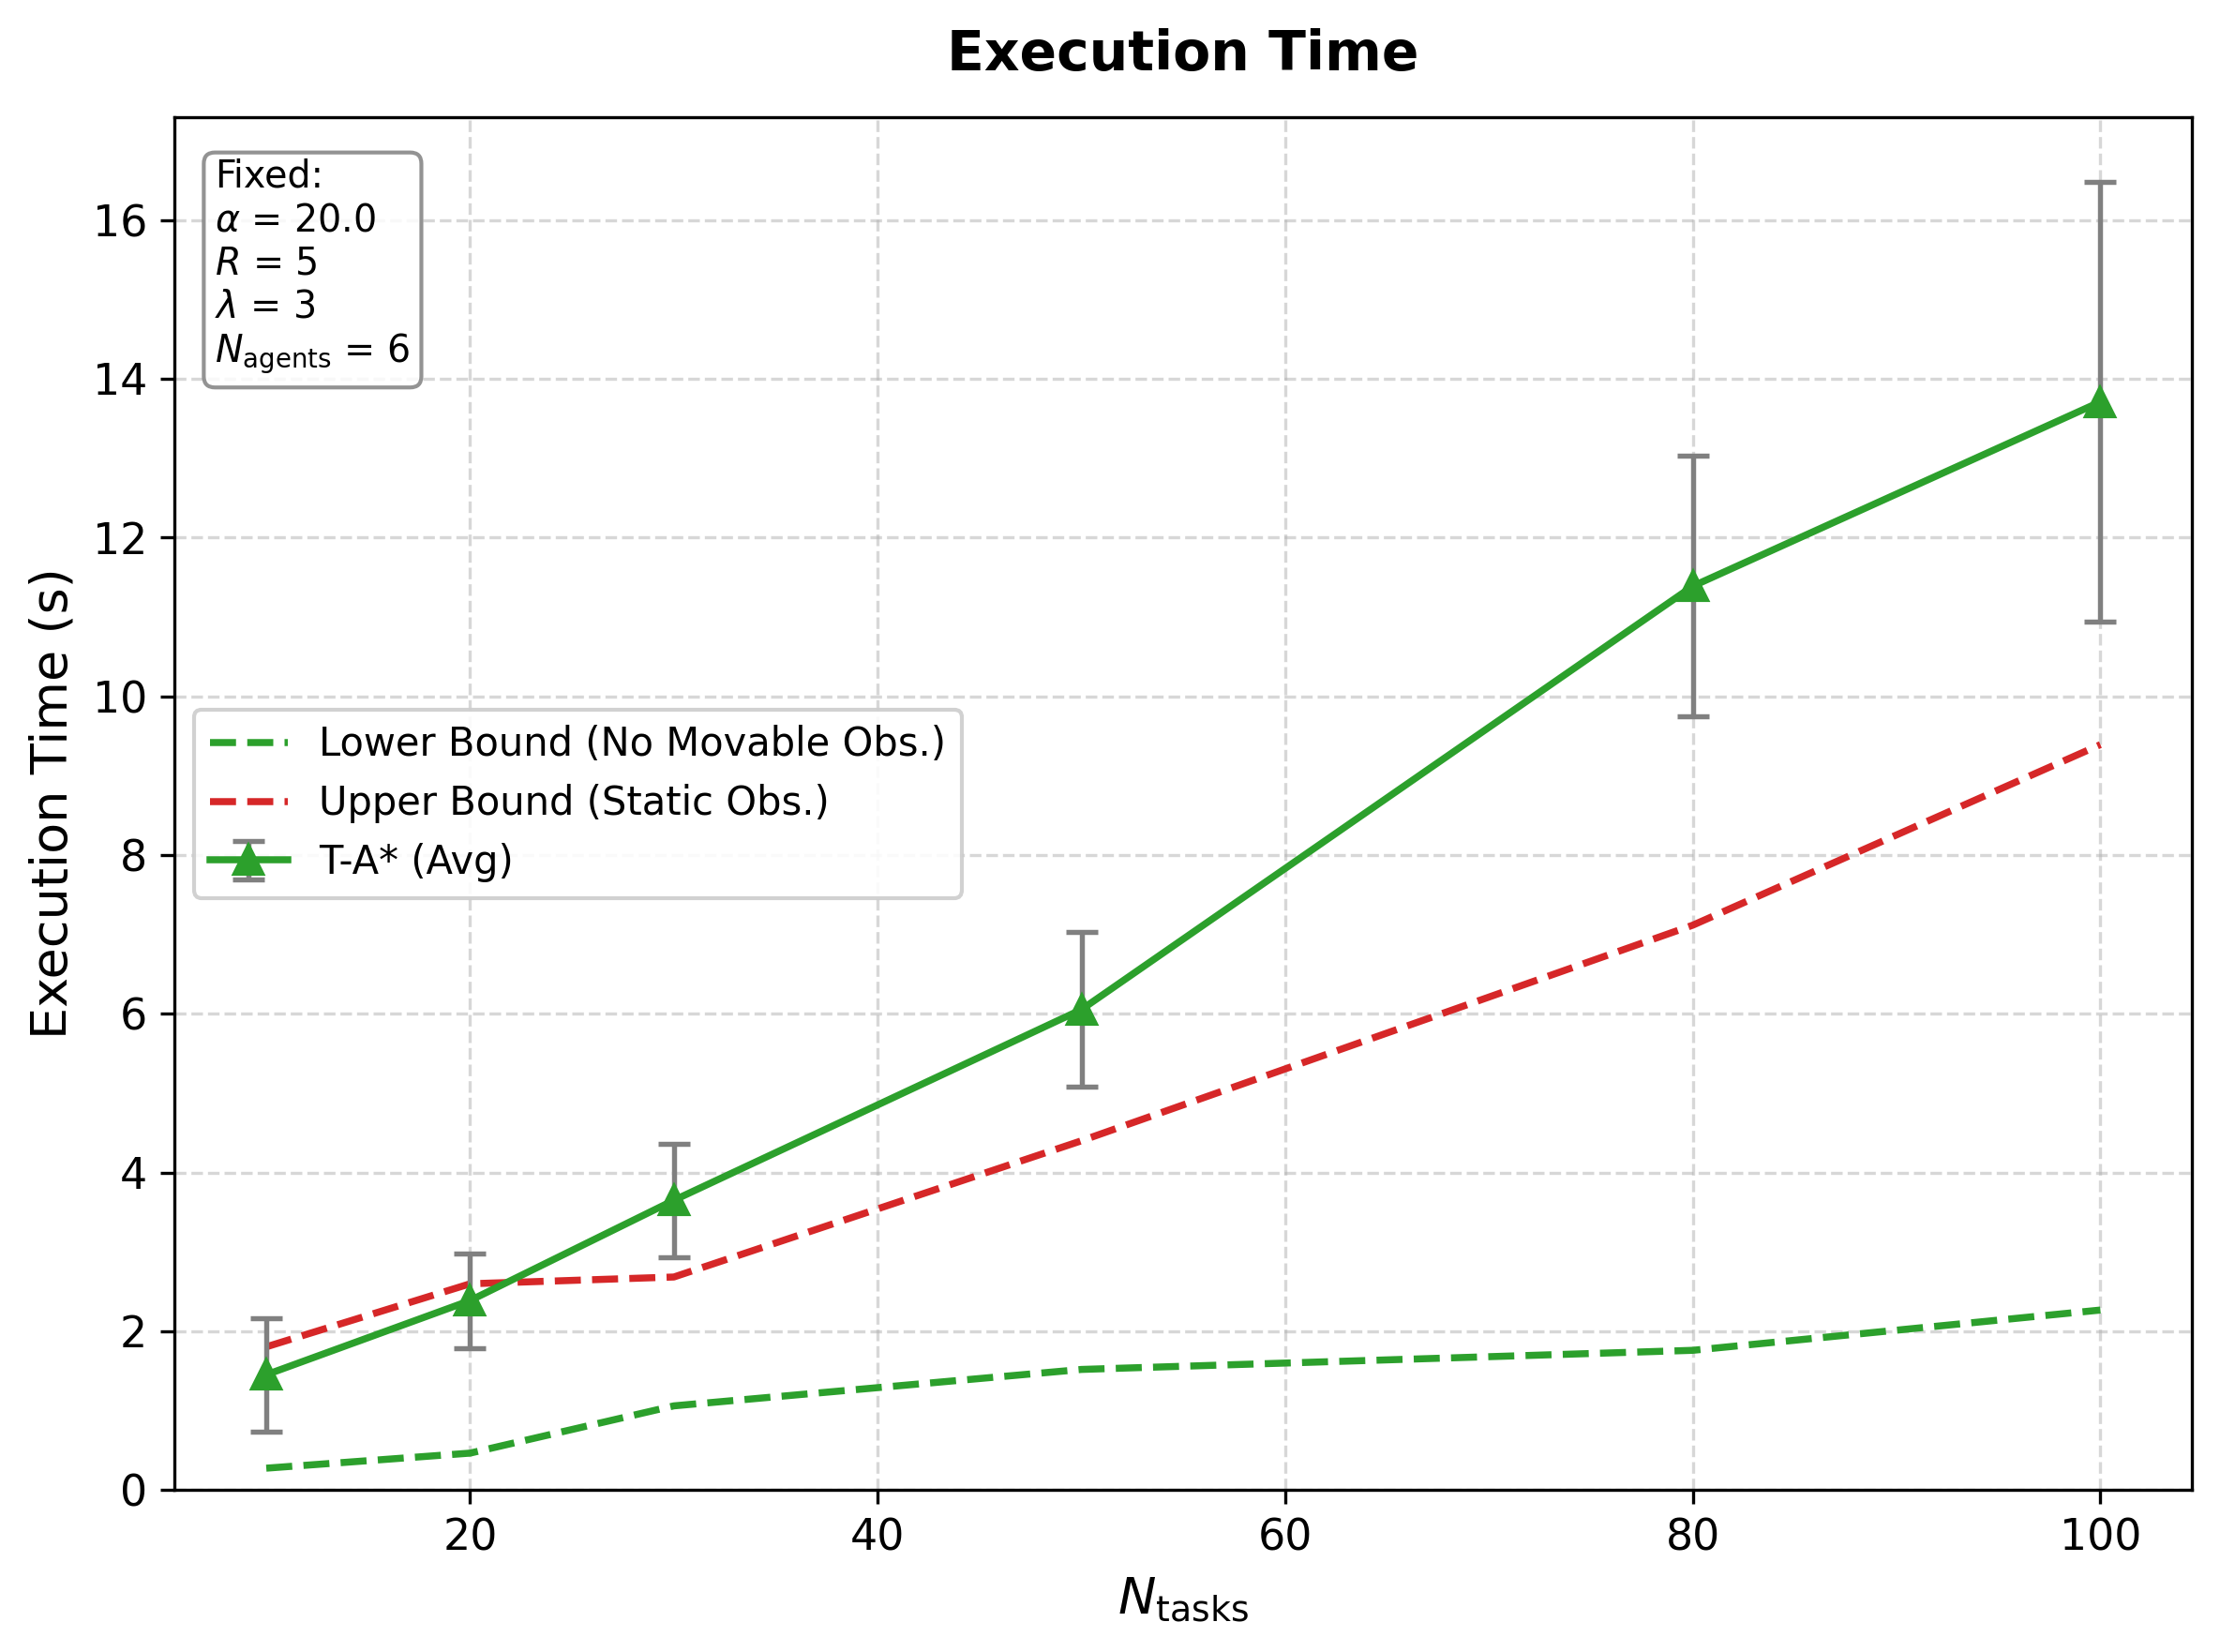 Execution Time
Fixed:
α = 20.0
R = 5
λ = 3
N_agents = 6
16
14
12
10
8
6
4
2
0
Execution Time (s)
Lower Bound (No Movable Obs.)
Upper Bound (Static Obs.)
T-A* (Avg)
20 40 60 80 100
N_tasks